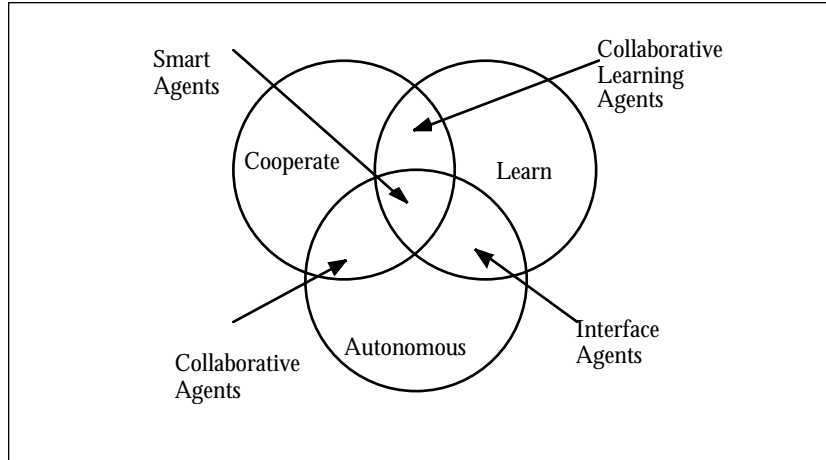 Smart
Agents
Collaborative
Learning
Agents
Cooperate
Learn
Autonomous
Interface
Agents
Collaborative
Agents